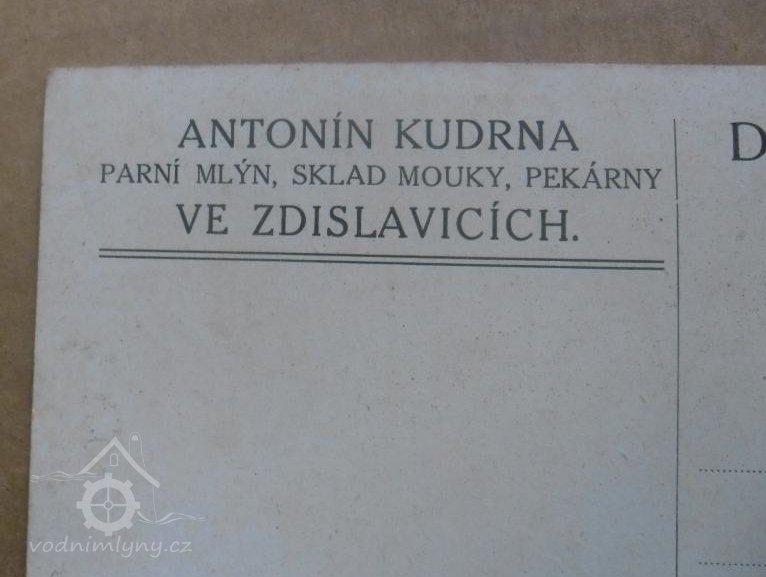 ANTONÍN KUDRNA
PARNÍ MLÝN, SKLAD MOUKY, PEKÁRNY
VE ZDISLAVICÍCH.
D
vodnimlyny.cz